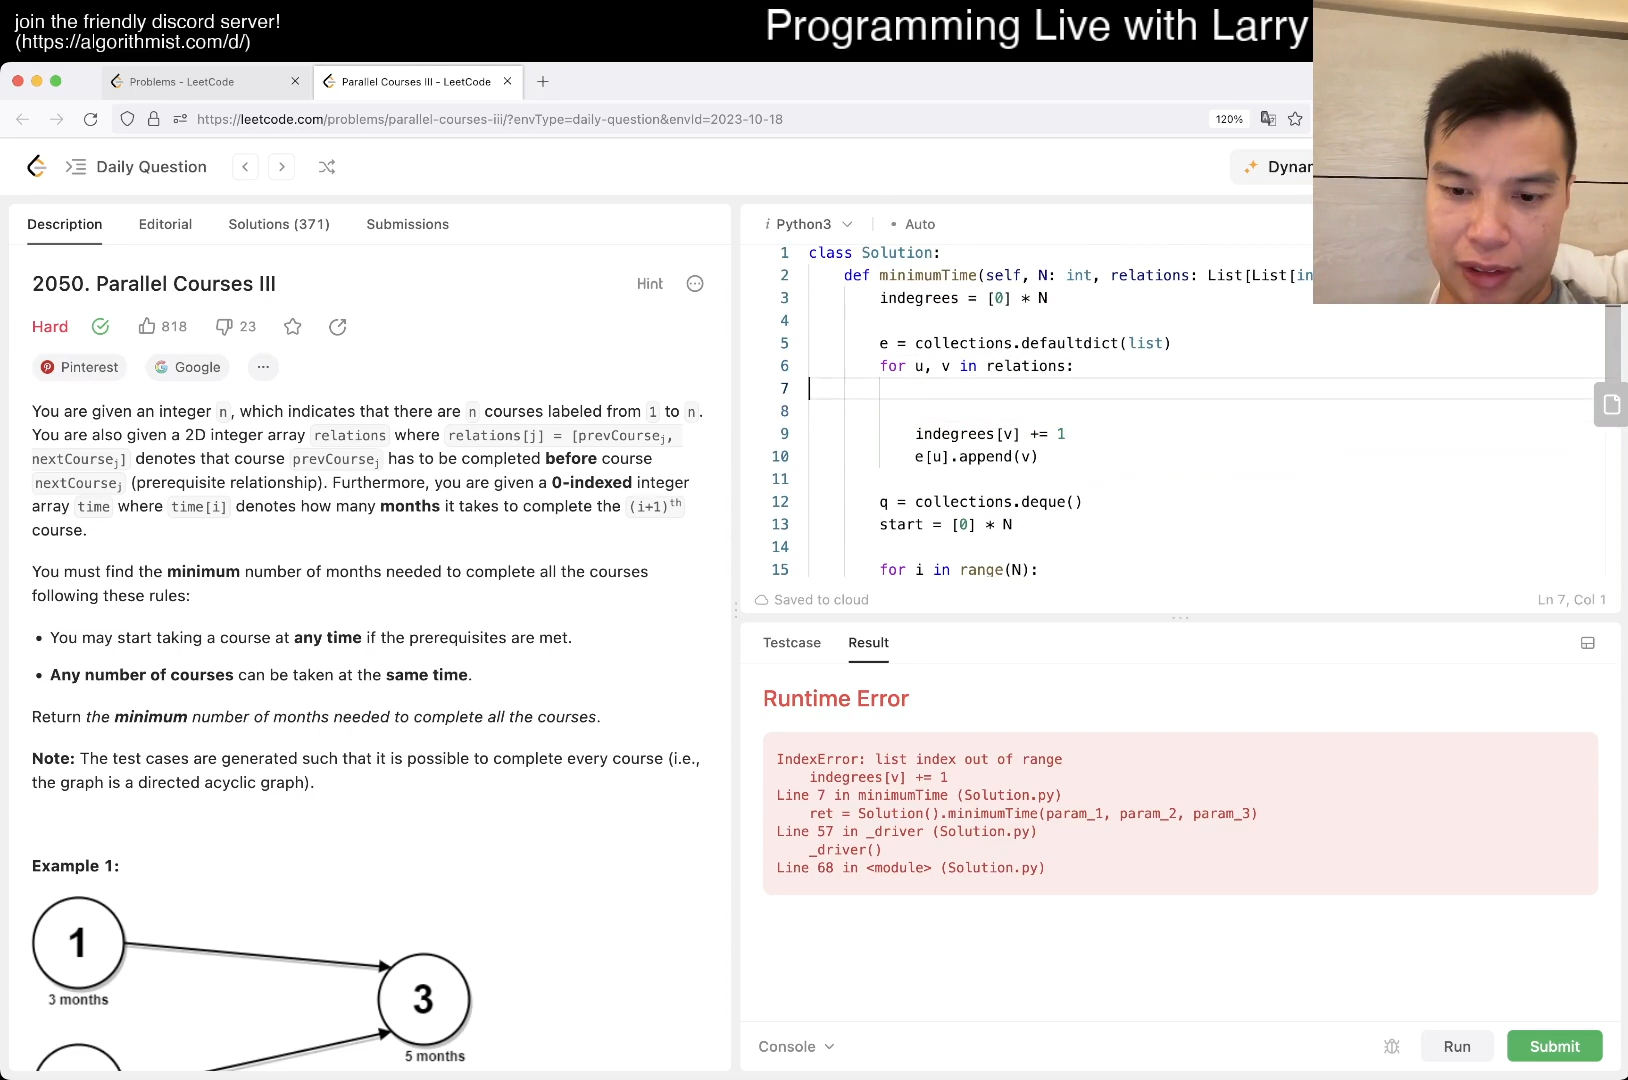 join the friendly discord server!
(https://algorithmist.com/d/)
Programming Live with Larry
Problems - LeetCode
Parallel Courses III - LeetCode
https://leetcode.com/problems/parallel-courses-iii/?envType=daily-question&envId=2023-10-18
120%
Daily Question
Dynar
Description Editorial Solutions (371) Submissions
2050. Parallel Courses III
Hint
Hard 818 23
Pinterest Google ...
You are given an integer n, which indicates that there are n courses labeled from 1 to n.
You are also given a 2D integer array relations where relations[j] = [prevCoursej,
nextCoursej] denotes that course prevCoursej has to be completed before course
nextCoursej (prerequisite relationship). Furthermore, you are given a 0-indexed integer
array time where time[i] denotes how many months it takes to complete the (i+1)th
course.
You must find the minimum number of months needed to complete all the courses
following these rules:
• You may start taking a course at any time if the prerequisites are met.
• Any number of courses can be taken at the same time.
Return the minimum number of months needed to complete all the courses.
Note: The test cases are generated such that it is possible to complete every course (i.e.,
the graph is a directed acyclic graph).
Example 1:
1
3 months
3
5 months
i Python3 • Auto
1 class Solution:
2 def minimumTime(self, N: int, relations: List[List[in
3 indegrees = [0] * N
4
5 e = collections.defaultdict(list)
6 for u, v in relations:
7
8
9 indegrees[v] += 1
10 e[u].append(v)
11
12 q = collections.deque()
13 start = [0] * N
14
15 for i in range(N):
Saved to cloud
Ln 7, Col 1
Testcase Result
Runtime Error
IndexError: list index out of range
indegrees[v] += 1
Line 7 in minimumTime (Solution.py)
ret = Solution().minimumTime(param_1, param_2, param_3)
Line 57 in _driver (Solution.py)
_driver()
Line 68 in <module> (Solution.py)
Console
Run
Submit